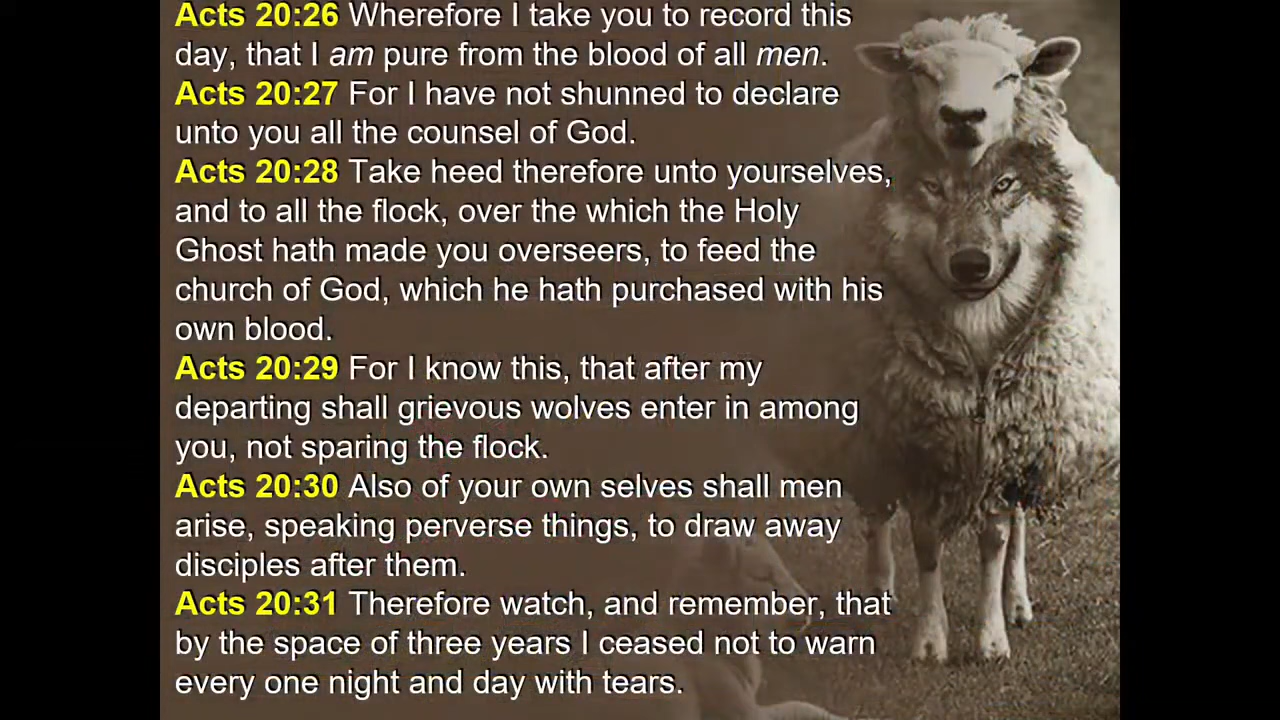 Acts 20:26 Wherefore I take you to record this
day, that I am pure from the blood of all men.
Acts 20:27 For I have not shunned to declare
unto you all the counsel of God.
Acts 20:28 Take heed therefore unto yourselves,
and to all the flock, over the which the Holy
Ghost hath made you overseers, to feed the
church of God, which he hath purchased with his
own blood.
Acts 20:29 For I know this, that after my
departing shall grievous wolves enter in among
you, not sparing the flock.
Acts 20:30 Also of your own selves shall men
arise, speaking perverse things, to draw away
disciples after them.
Acts 20:31 Therefore watch, and remember, that
by the space of three years I ceased not to warn
every one night and day with tears.